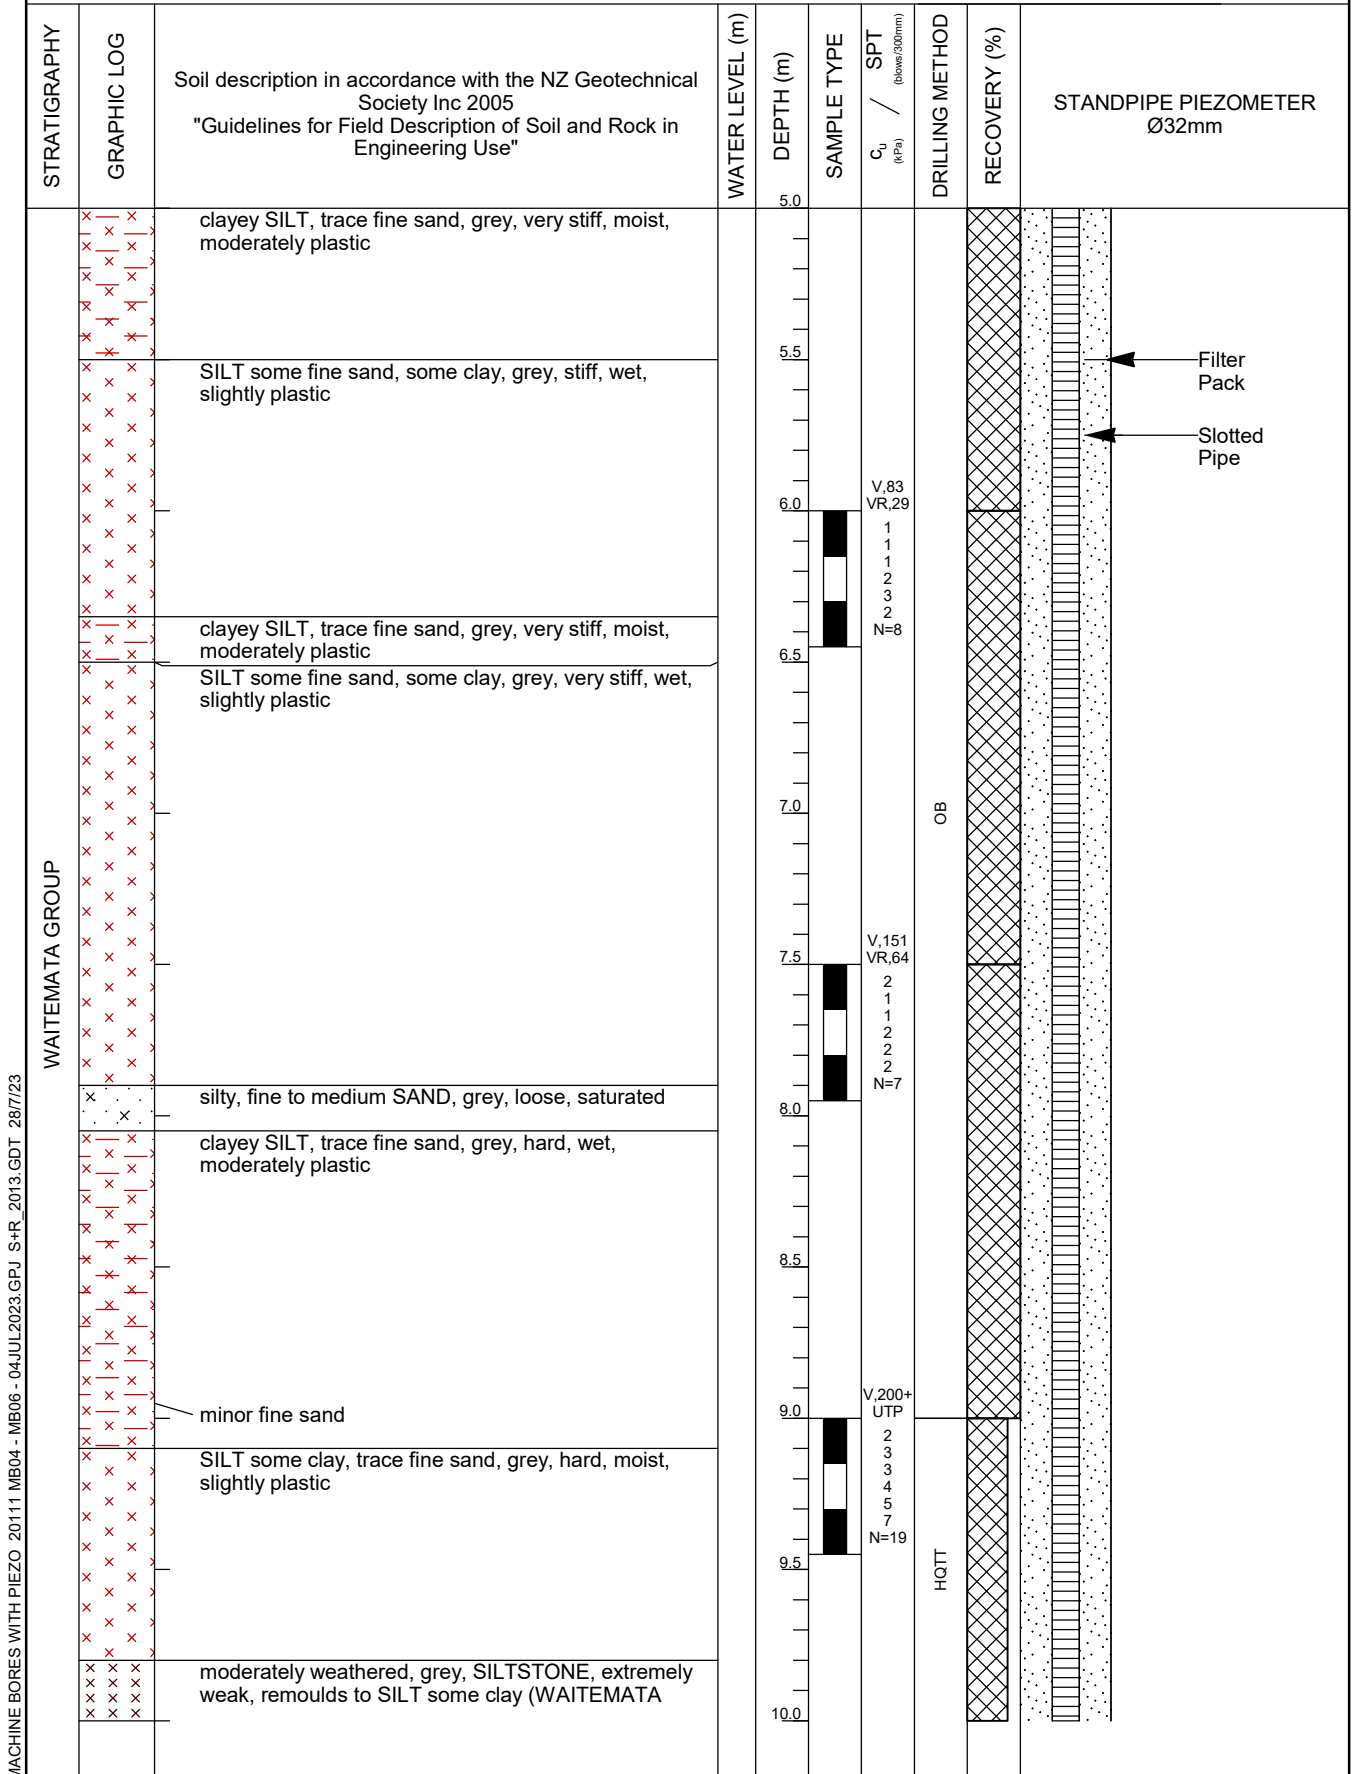 STRATIGRAPHY
GRAPHIC LOG
Soil description in accordance with the NZ Geotechnical
Society Inc 2005
"Guidelines for Field Description of Soil and Rock in
Engineering Use"
WATER LEVEL (m)
DEPTH (m)
SAMPLE TYPE
cu (kPa) / SPT (blows/300mm)
DRILLING METHOD
RECOVERY (%)
STANDPIPE PIEZOMETER
Ø32mm
5.0
clayey SILT, trace fine sand, grey, very stiff, moist,
moderately plastic
5.5
SILT some fine sand, some clay, grey, stiff, wet,
slightly plastic
Filter
Pack
Slotted
Pipe
V,83
VR,29
6.0
1
1
1
2
3
2
N=8
clayey SILT, trace fine sand, grey, very stiff, moist,
moderately plastic
6.5
SILT some fine sand, some clay, grey, very stiff, wet,
slightly plastic
7.0
OB
WAITEMATA GROUP
V,151
VR,64
7.5
2
1
1
2
2
2
N=7
silty, fine to medium SAND, grey, loose, saturated
8.0
clayey SILT, trace fine sand, grey, hard, wet,
moderately plastic
8.5
minor fine sand
V,200+
UTP
9.0
2
3
3
4
5
7
N=19
SILT some clay, trace fine sand, grey, hard, moist,
slightly plastic
9.5
HQTT
moderately weathered, grey, SILTSTONE, extremely
weak, remoulds to SILT some clay (WAITEMATA
10.0
MACHINE BORES WITH PIEZO 20111 MB04 - MB06 - 04JUL2023.GPJ S+R_2013.GDT 28/7/23